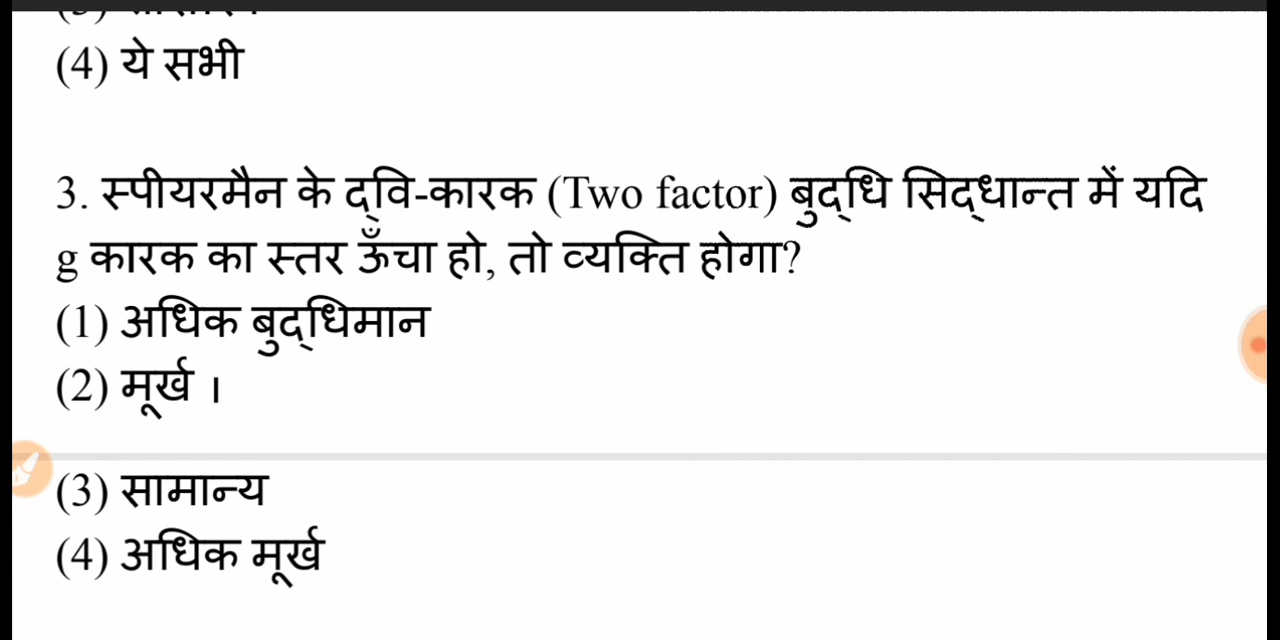 (4) ये सभी
3. स्पीयरमैन के द्वि-कारक (Two factor) बुद्धि सिद्धान्त में यदि
g कारक का स्तर ऊँचा हो, तो व्यक्ति होगा?
(1) अधिक बुद्धिमान
(2) मूर्ख ।
(3) सामान्य
(4) अधिक मूर्ख